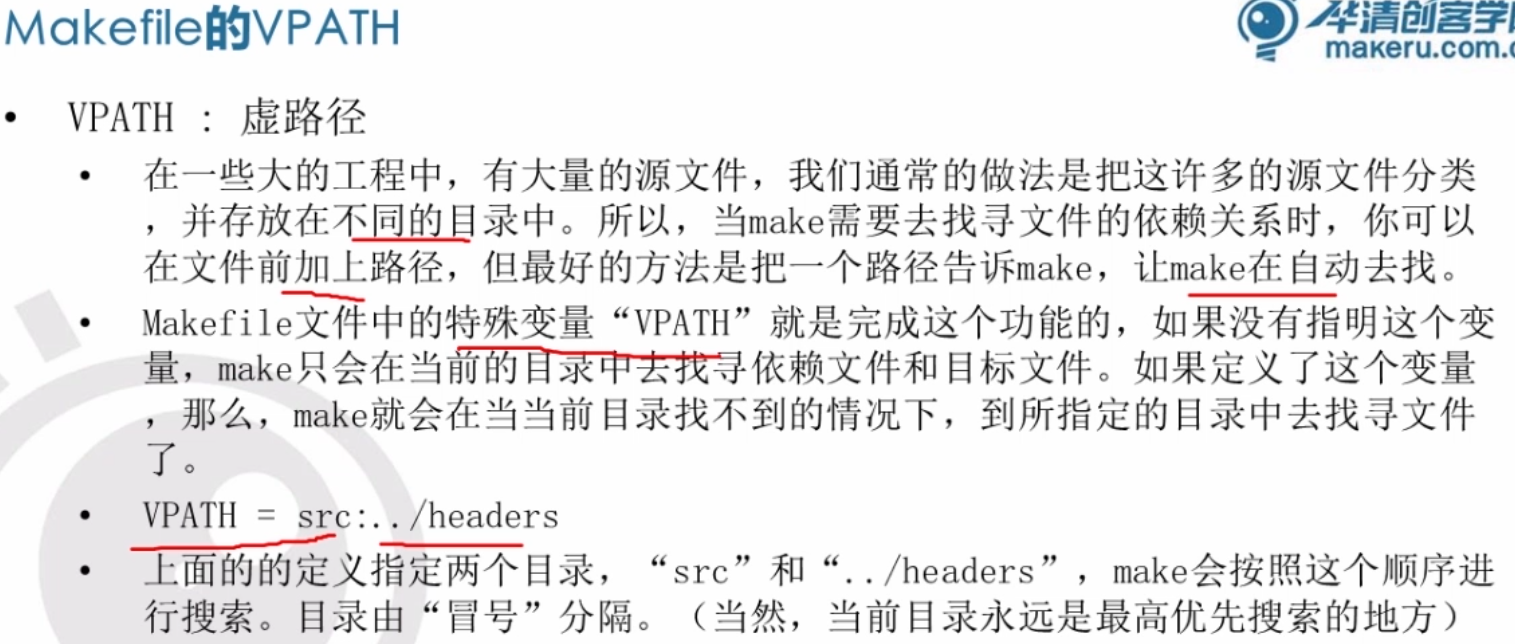 Makefile的VPATH
华清创客学
makeru.com.
• VPATH : 虚路径
• 在一些大的工程中，有大量的源文件，我们通常的做法是把这许多的源文件分类
，并存放在不同的目录中。所以，当make需要去找寻文件的依赖关系时，你可以
在文件前加上路径，但最好的方法是把一个路径告诉make，让make在自动去找。
• Makefile文件中的特殊变量“VPATH”就是完成这个功能的，如果没有指明这个变
量，make只会在当前的目录中去找寻依赖文件和目标文件。如果定义了这个变量
，那么，make就会在当当前目录找不到的情况下，到所指定的目录中去找寻文件
了。
• VPATH = src:../headers
• 上面的的定义指定两个目录，“src”和“../headers”，make会按照这个顺序进
行搜索。目录由“冒号”分隔。（当然，当前目录永远是最高优先搜索的地方）